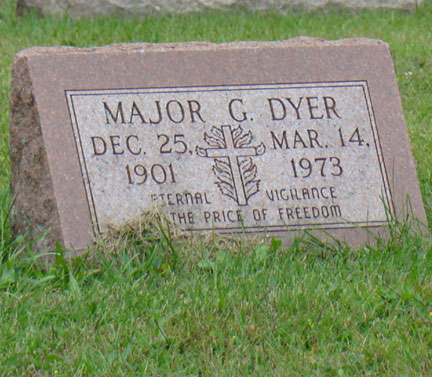 MAJOR G. DYER
DEC. 25, MAR. 14,
1901 1973
ETERNAL VIGILANCE
THE PRICE OF FREEDOM